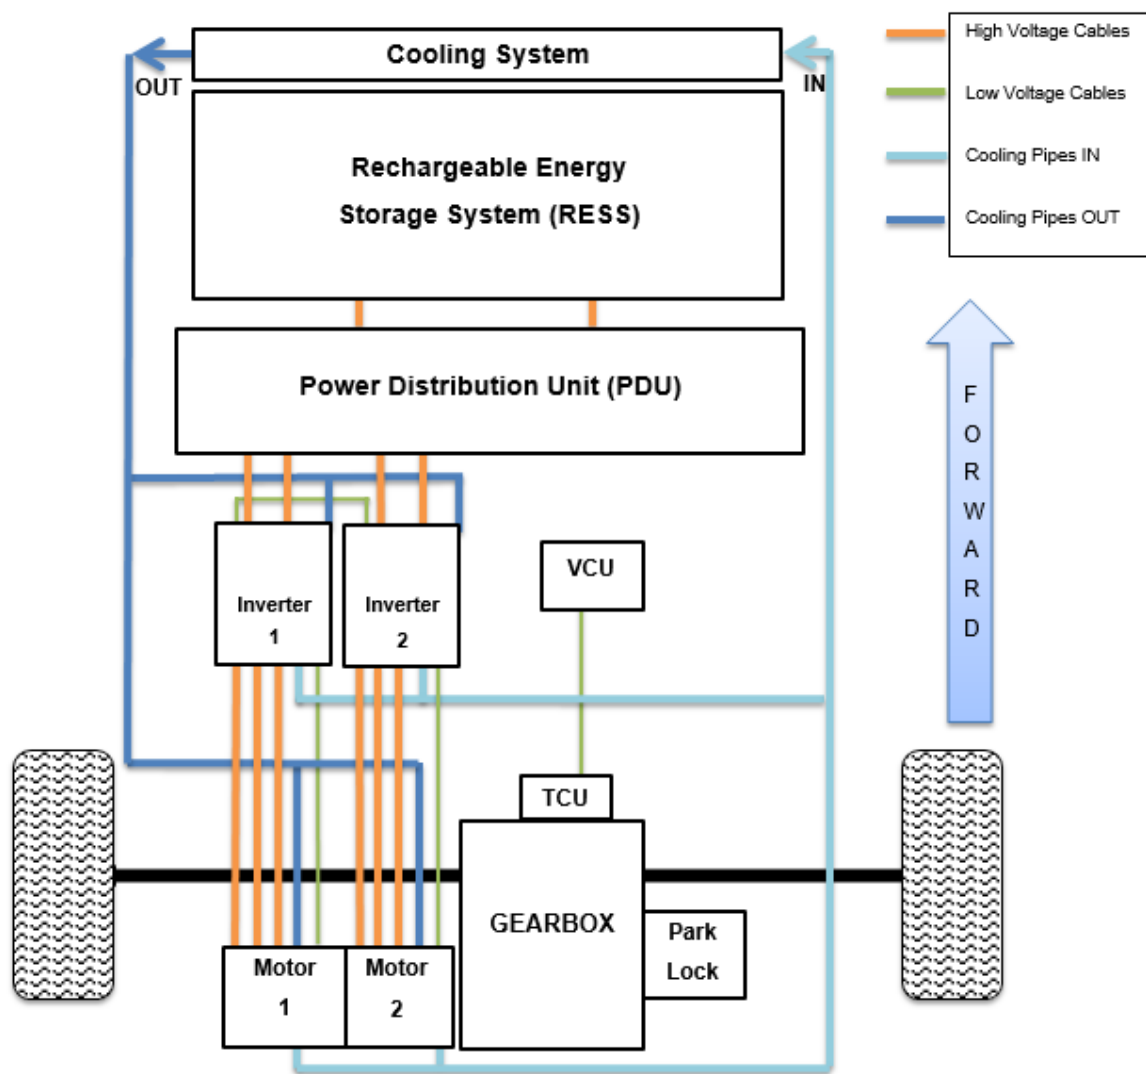 Cooling System
OUT
IN
High Voltage Cables
Low Voltage Cables
Cooling Pipes IN
Cooling Pipes OUT
Rechargeable Energy
Storage System (RESS)
Power Distribution Unit (PDU)
FORWARD
Inverter
1
Inverter
2
VCU
TCU
GEARBOX
Park
Lock
Motor
1
Motor
2